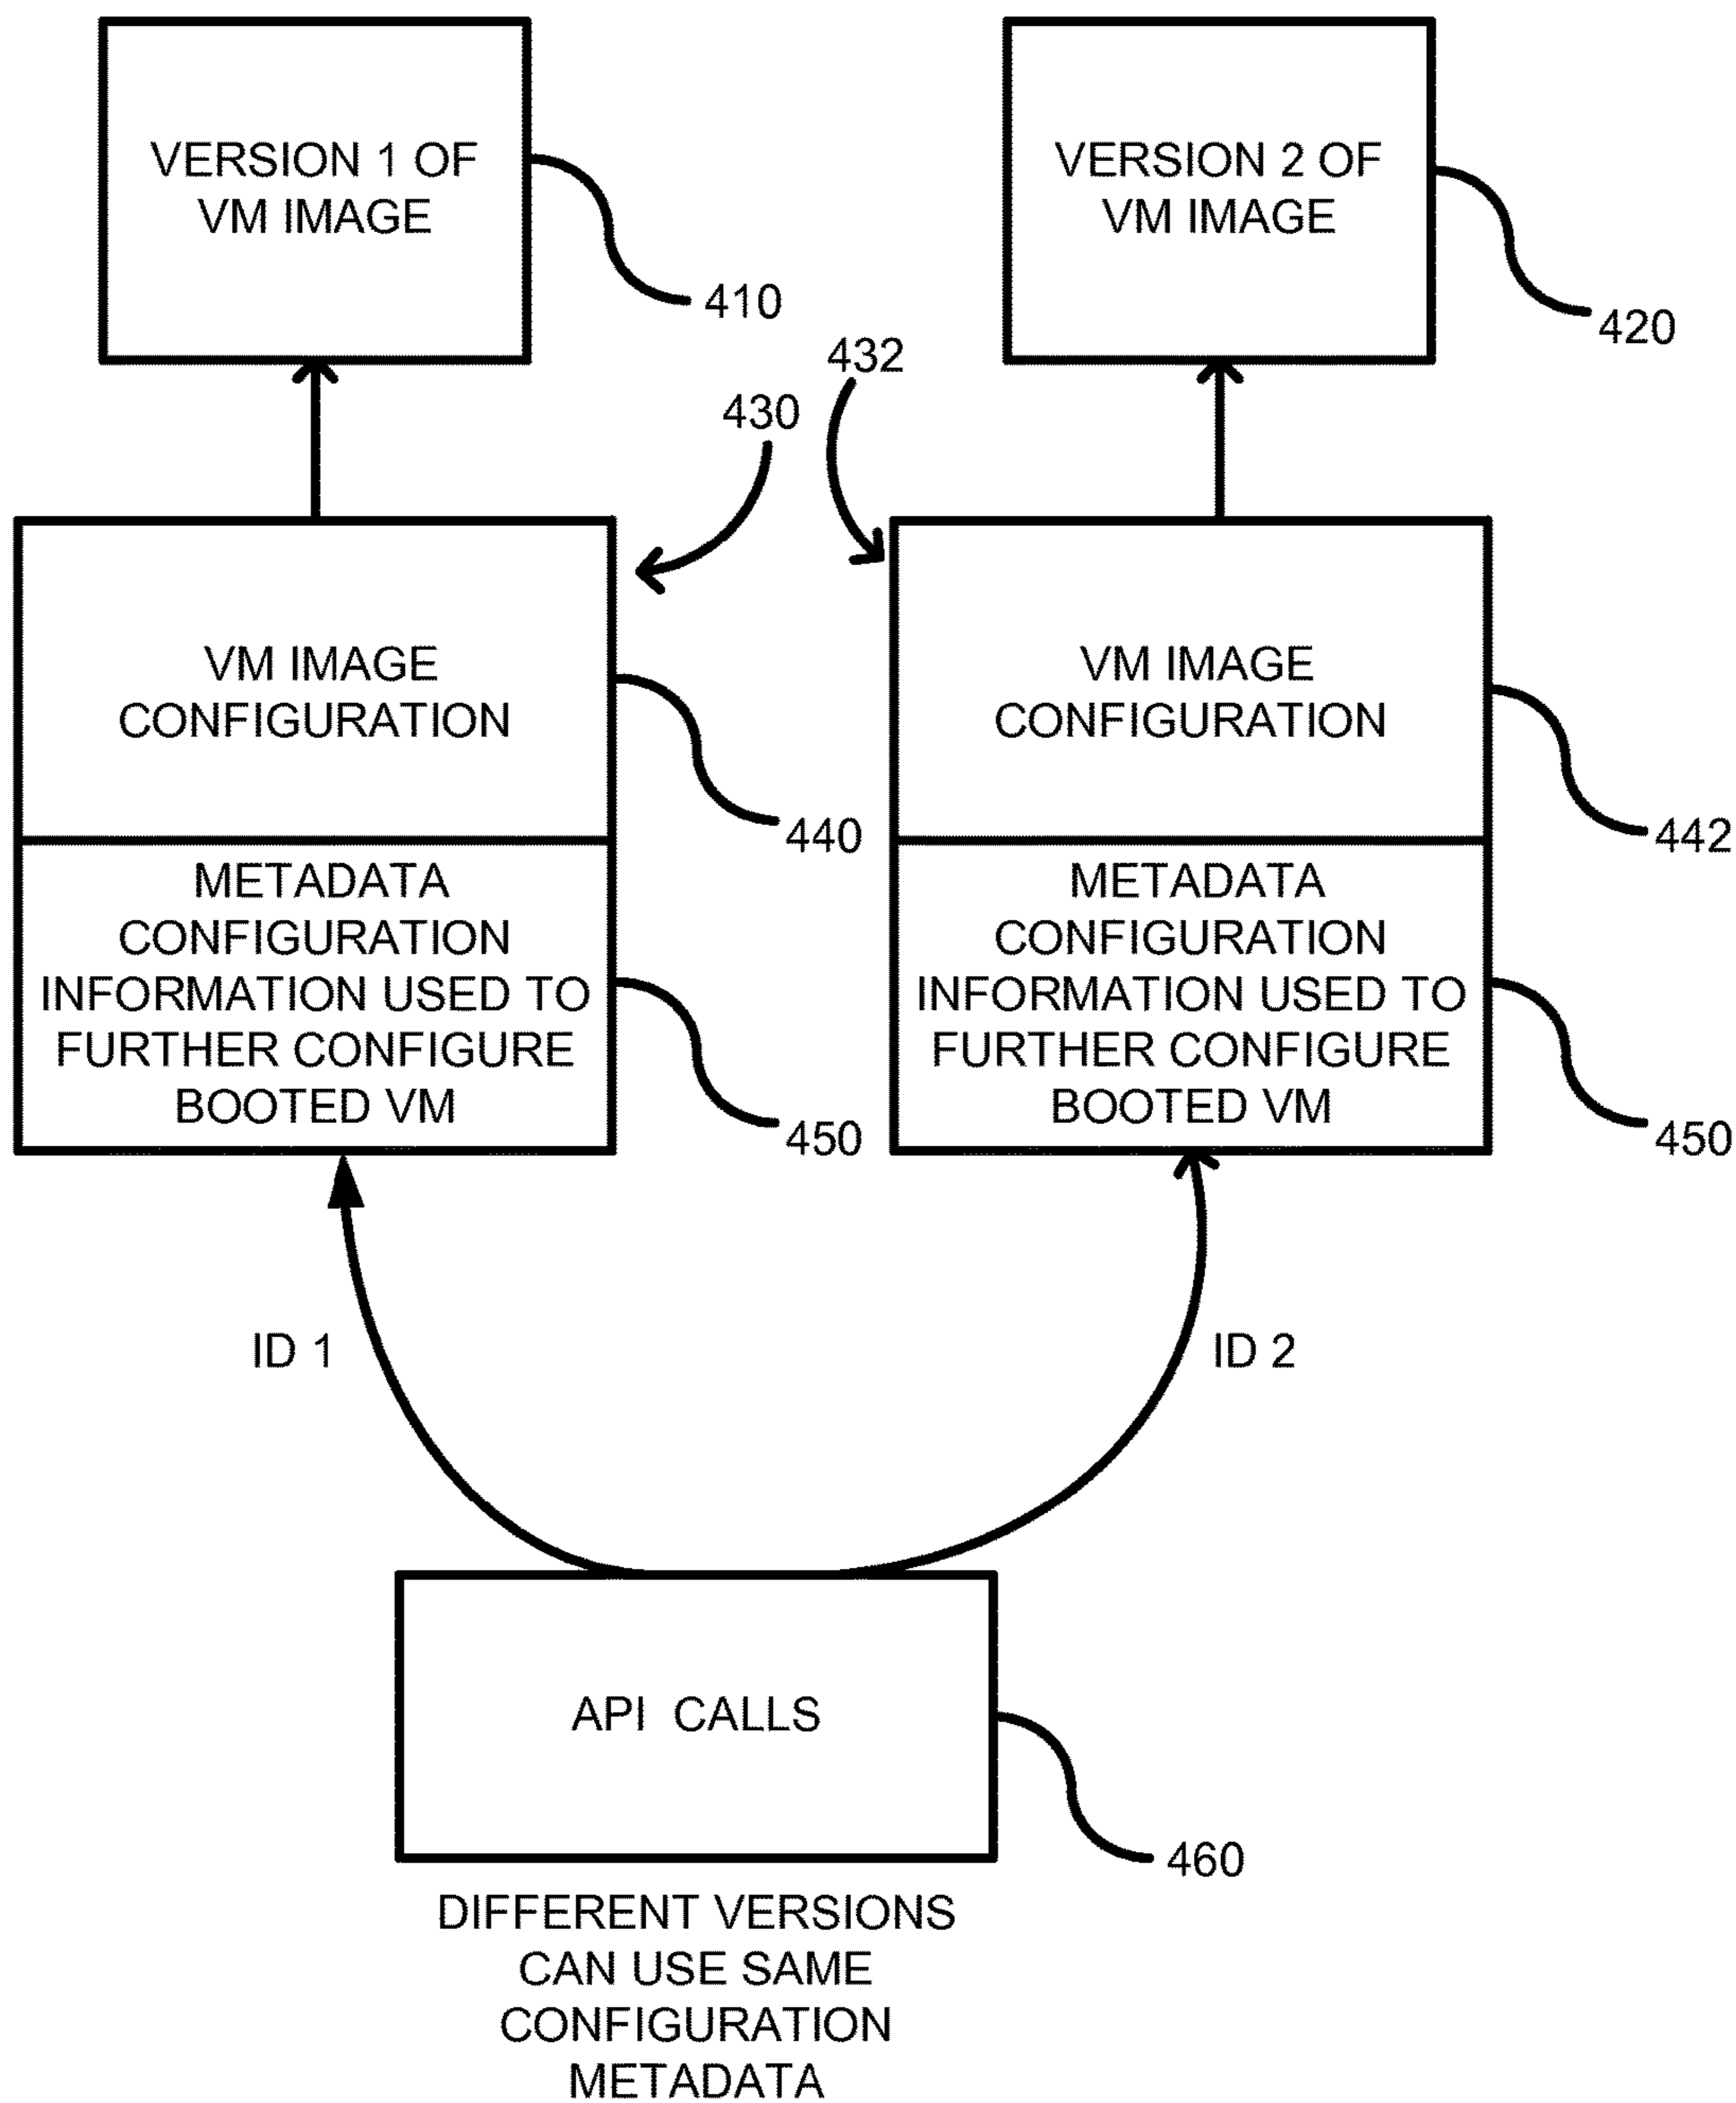 VERSION 1 OF
VM IMAGE
410
VERSION 2 OF
VM IMAGE
420
432
430
VM IMAGE
CONFIGURATION
440
METADATA
CONFIGURATION
INFORMATION USED TO
FURTHER CONFIGURE
BOOTED VM
450
VM IMAGE
CONFIGURATION
442
METADATA
CONFIGURATION
INFORMATION USED TO
FURTHER CONFIGURE
BOOTED VM
450
ID 1
ID 2
API CALLS
460
DIFFERENT VERSIONS
CAN USE SAME
CONFIGURATION
METADATA